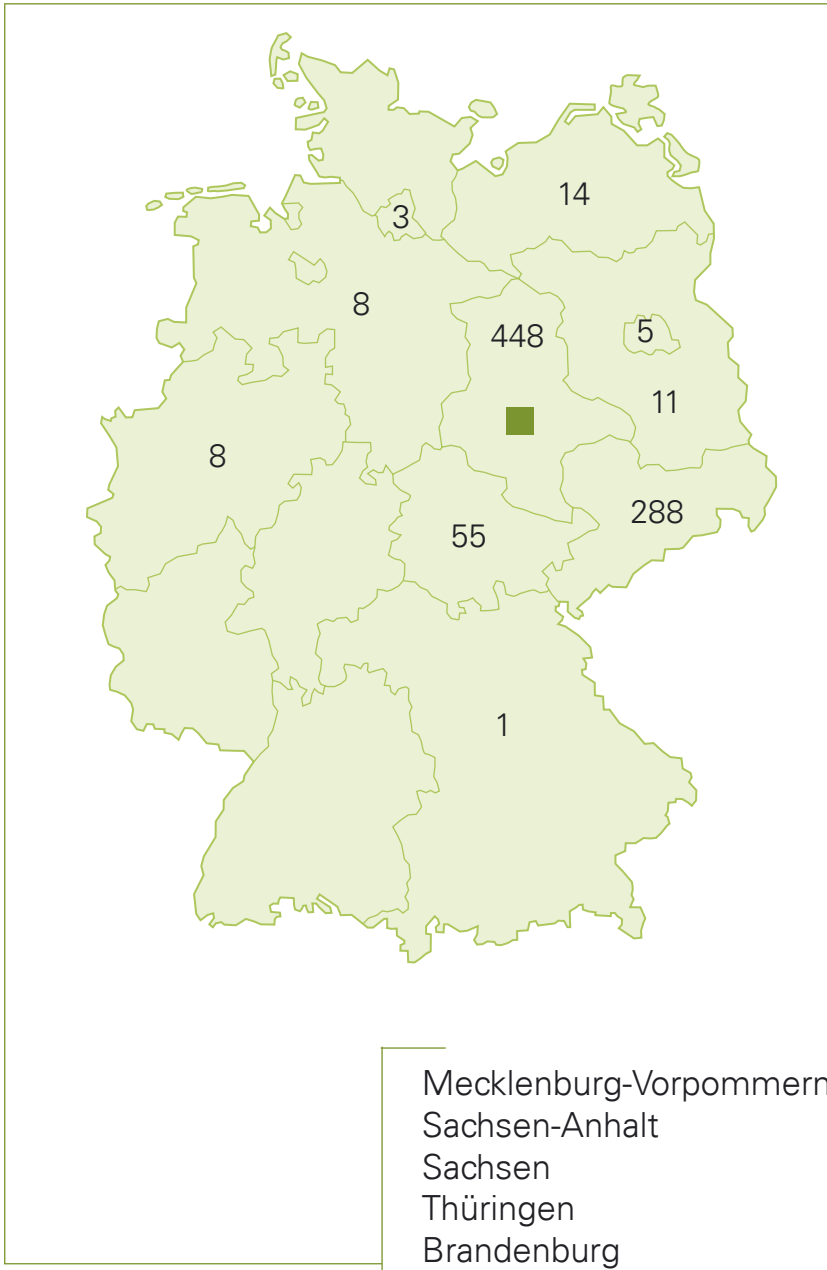 14
3
8
448
5
11
8
288
55
1
Mecklenburg-Vorpommern
Sachsen-Anhalt
Sachsen
Thüringen
Brandenburg